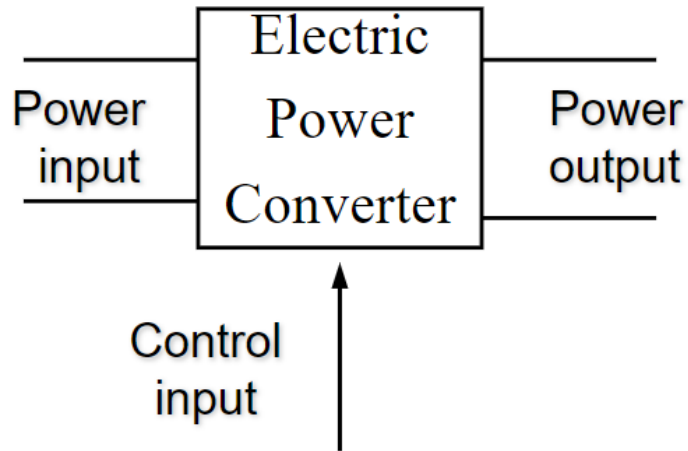 Electric
Power
Converter
Power
input
Power
output
Control
input